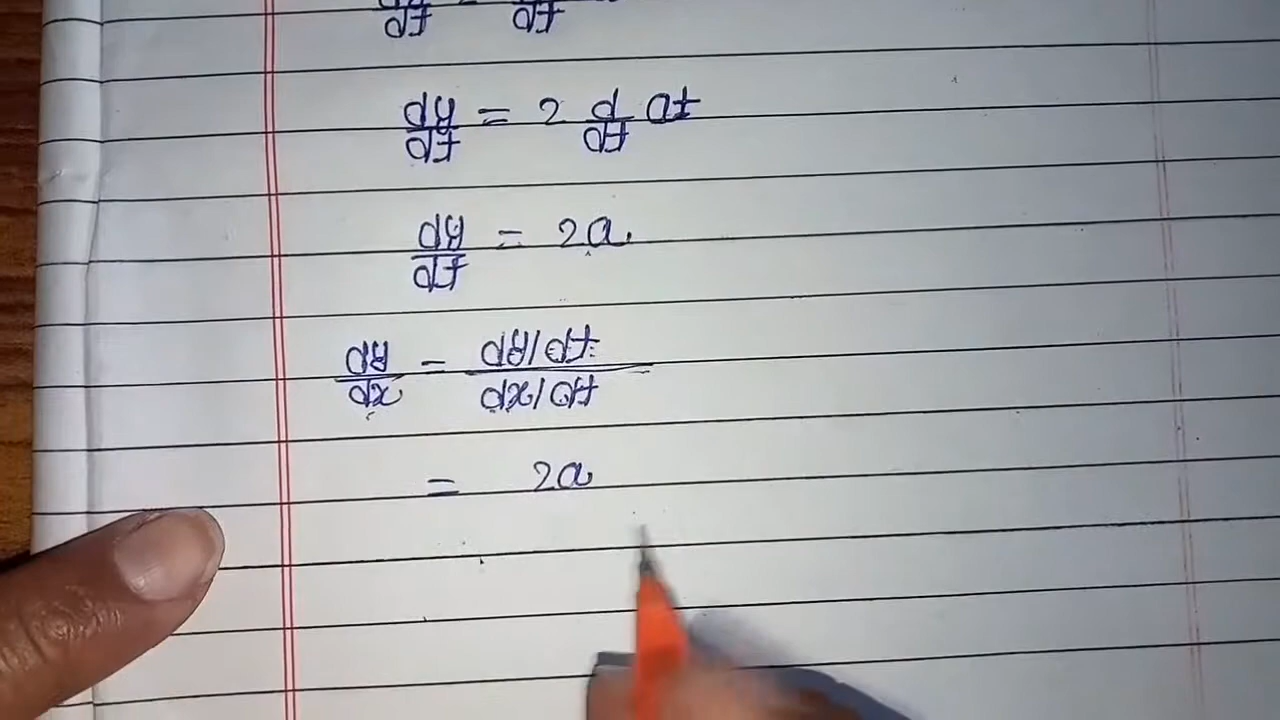 dy/dt = 2 d/dt at
dy/dt = 2a.
dy/dx = (dy/dt)/(dx/dt)
= 2a